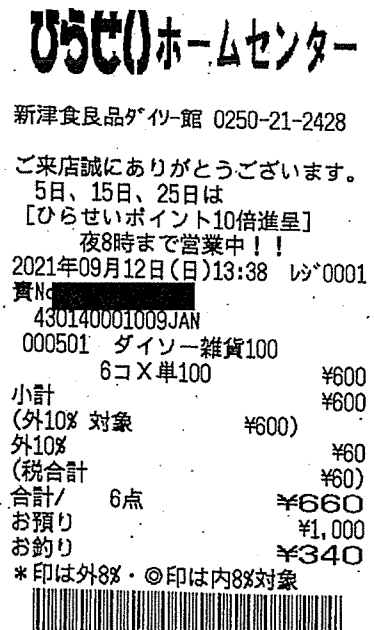 ひらせいホームセンター
新津食良品ﾀﾞｲｿｰ館 0250-21-2428
ご来店誠にありがとうございます。
5日、15日、25日は
[ひらせいポイント10倍進呈]
夜8時まで営業中!!
2021年09月12日(日)13:38 ﾚｼﾞ0001
責No
430140001009JAN
000501 ダイソー雑貨100
6コX単100 ¥600
小計 ¥600
(外10% 対象 ¥600)
外10% ¥60
(税合計 ¥60)
合計/ 6点 ¥660
お預り ¥1,000
お釣り ¥340
*印は外8%・◎印は内8%対象